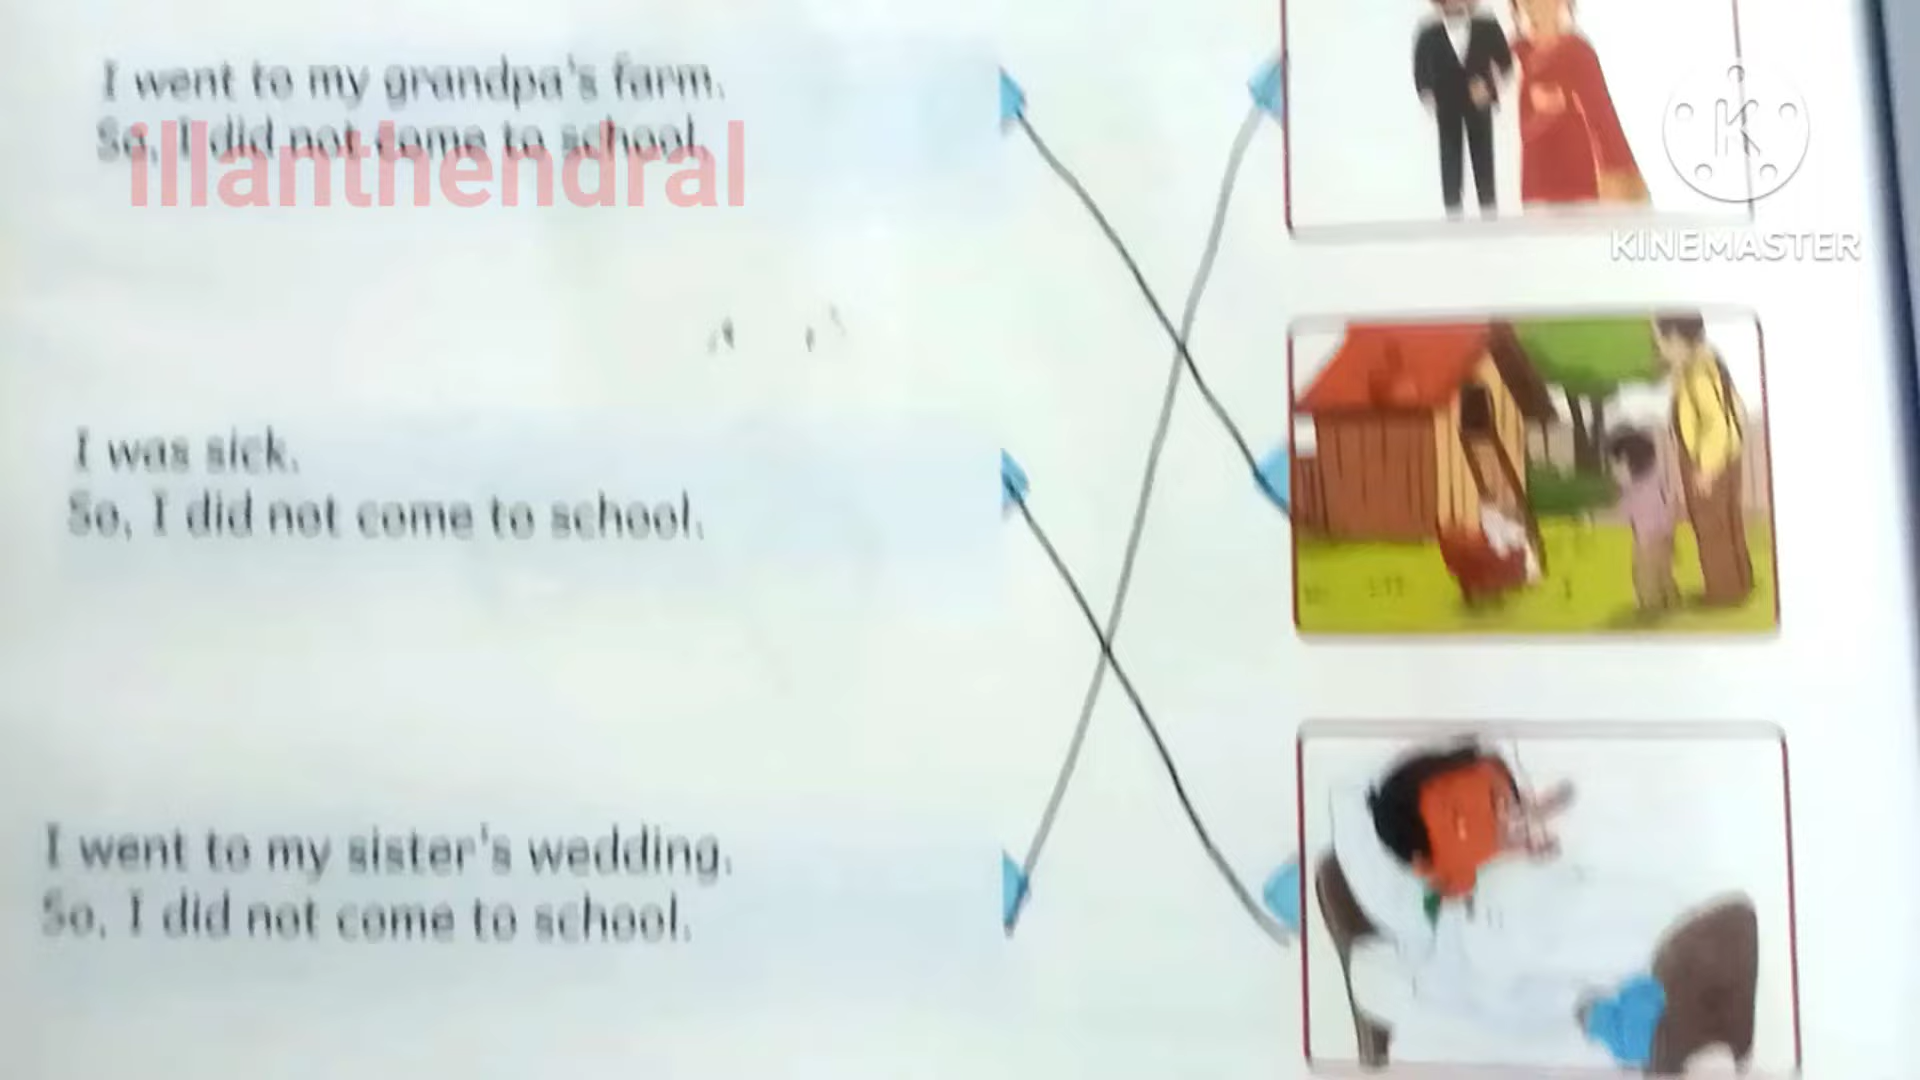 I went to my grandpa's farm.
So, I did not come to school.
illanthendral
KINEMASTER
I was sick.
So, I did not come to school.
I went to my sister's wedding.
So, I did not come to school.